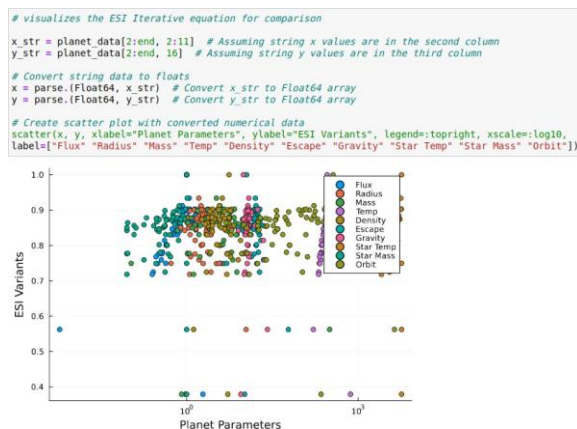 # visualizes the ESI Iterative equation for comparison
x_str = planet_data[2:end, 2:11]  # Assuming string x values are in the second column
y_str = planet_data[2:end, 16]  # Assuming string y values are in the third column
# Convert string data to floats
x = parse.(Float64, x_str)  # Convert x_str to Float64 array
y = parse.(Float64, y_str)  # Convert y_str to Float64 array
# Create scatter plot with converted numerical data
scatter(x, y, xlabel="Planet Parameters", ylabel="ESI Variants", legend=:topright, xscale=:log10,
label=["Flux" "Radius" "Mass" "Temp" "Density" "Escape" "Gravity" "Star Temp" "Star Mass" "Orbit"])
1.0
0.9
0.8
0.7
0.6
0.5
0.4
ESI Variants
Flux
Radius
Mass
Temp
Density
Escape
Gravity
Star Temp
Star Mass
Orbit
10⁰
10³
Planet Parameters